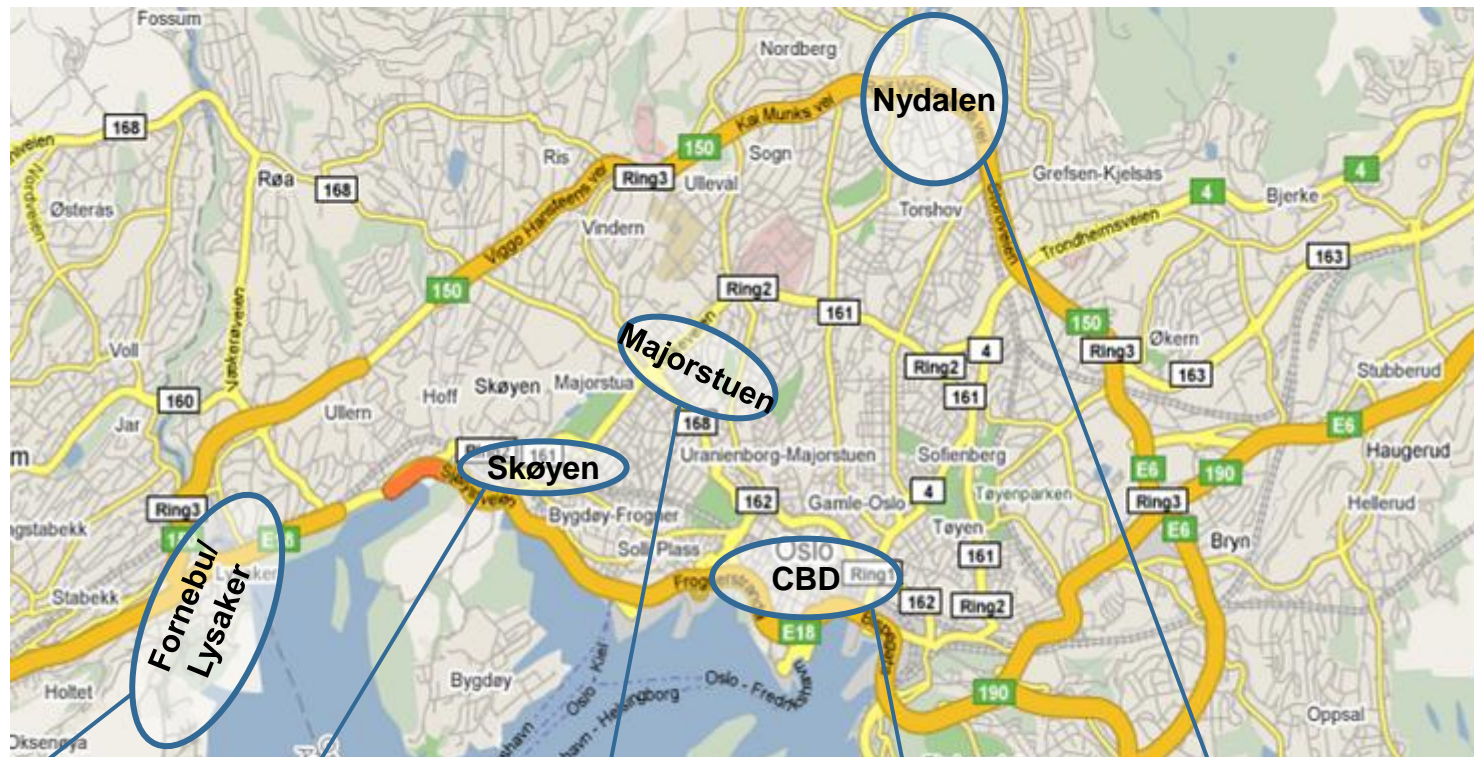 Fossum
Nordberg
Nydalen
168
Kaj Munks vei
150
Sogn
Ris
Ring3
Ullevål
Røa
168
Grefsen-Kjelsås
4
4
Bjerke
Østerås
Torshov
Vindern
Trondheimsveien
Viggo Hansteens vei
163
150
Ring2
161
150
Majorstuen
Ring3
Økern
Voll
4
Ring2
163
Stubberud
Vækerøveien
Hoff
Skøyen
Majorstua
161
160
Ullern
Jar
168
E6
Haugerud
161
Skøyen
Uranienborg-Majorstuen
Sofienberg
E6
190
Ring3
162
Gamle-Oslo
4
Tøyenparken
Ring3
Hellerud
Bygdøy-Frogner
Tøyen
E6
Bryn
Solli Plass
Oslo
161
Fornebu/
Lysaker
CBD
Ring1
Stabekk
162
Ring2
E18
Bygdøy
Oslo - Kiel
Holtet
190
Oppsal